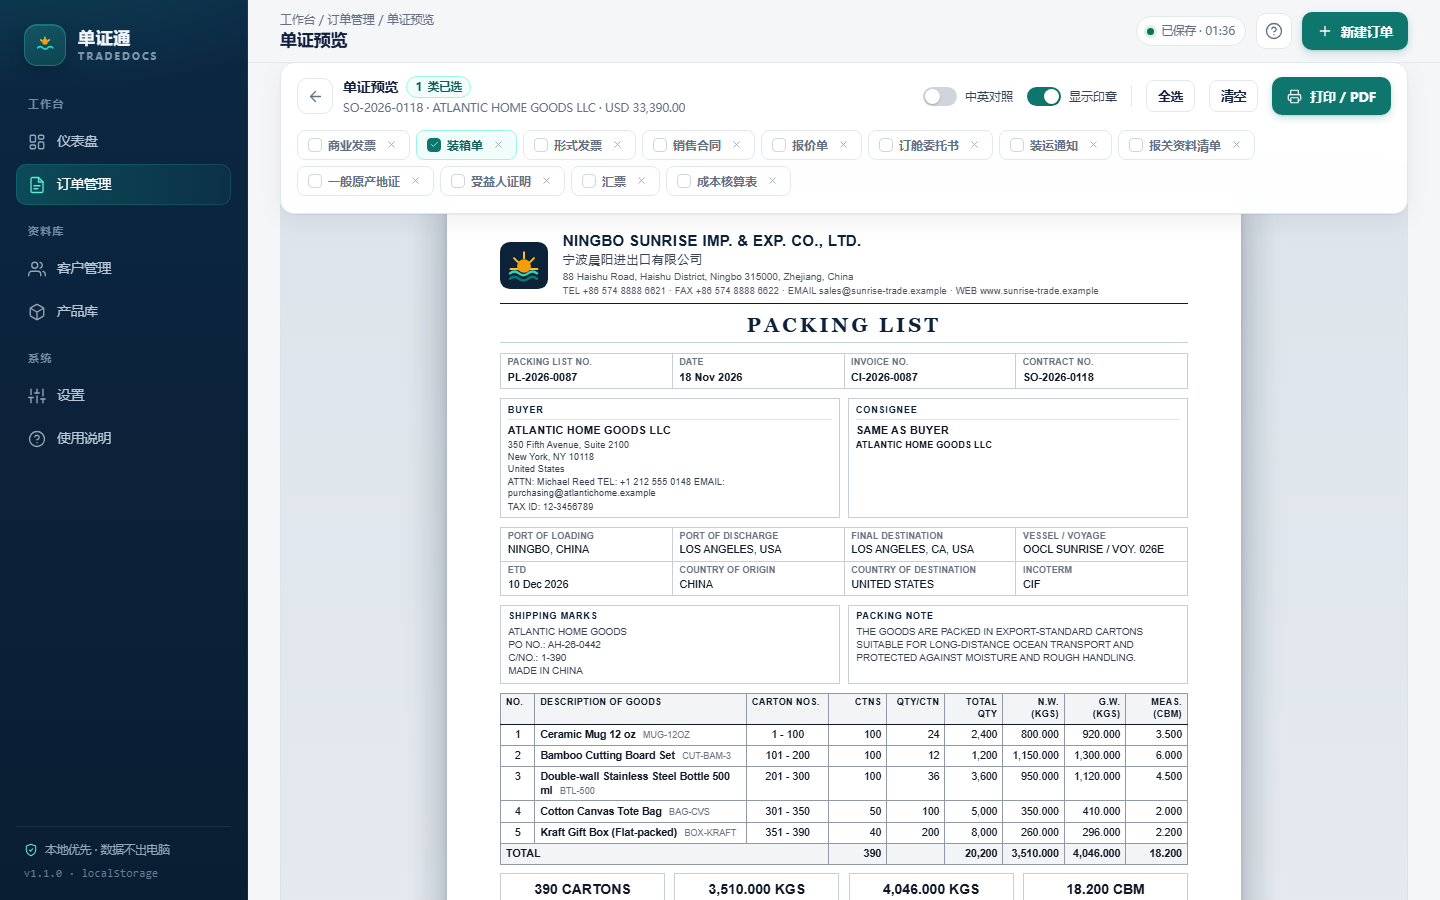 单证通
TRADEDOCS
工作台
仪表盘
订单管理
资料库
客户管理
产品库
系统
设置
使用说明
本地优先 · 数据不出电脑
v1.1.0 · localStorage
工作台 / 订单管理 / 单证预览
单证预览
已保存 · 01:36
新建订单
单证预览 1 类已选
SO-2026-0118 · ATLANTIC HOME GOODS LLC · USD 33,390.00
中英对照 显示印章 全选 清空 打印 / PDF
商业发票 装箱单 形式发票 销售合同 报价单 订舱委托书 装运通知 报关资料清单
一般原产地证 受益人证明 汇票 成本核算表
NINGBO SUNRISE IMP. & EXP. CO., LTD.
宁波晨阳进出口有限公司
88 Haishu Road, Haishu District, Ningbo 315000, Zhejiang, China
TEL +86 574 8888 6621 · FAX +86 574 8888 6622 · EMAIL sales@sunrise-trade.example · WEB www.sunrise-trade.example
PACKING LIST
PACKING LIST NO. DATE INVOICE NO. CONTRACT NO.
PL-2026-0087 18 Nov 2026 CI-2026-0087 SO-2026-0118
BUYER
ATLANTIC HOME GOODS LLC
350 Fifth Avenue, Suite 2100
New York, NY 10118
United States
ATTN: Michael Reed TEL: +1 212 555 0148 EMAIL:
purchasing@atlantichome.example
TAX ID: 12-3456789
CONSIGNEE
SAME AS BUYER
ATLANTIC HOME GOODS LLC
PORT OF LOADING PORT OF DISCHARGE FINAL DESTINATION VESSEL / VOYAGE
NINGBO, CHINA LOS ANGELES, USA LOS ANGELES, CA, USA OOCL SUNRISE / VOY. 026E
ETD COUNTRY OF ORIGIN COUNTRY OF DESTINATION INCOTERM
10 Dec 2026 CHINA UNITED STATES CIF
SHIPPING MARKS
ATLANTIC HOME GOODS
PO NO.: AH-26-0442
C/NO.: 1-390
MADE IN CHINA
PACKING NOTE
THE GOODS ARE PACKED IN EXPORT-STANDARD CARTONS
SUITABLE FOR LONG-DISTANCE OCEAN TRANSPORT AND
PROTECTED AGAINST MOISTURE AND ROUGH HANDLING.
NO. DESCRIPTION OF GOODS CARTON NOS. CTNS QTY/CTN TOTAL QTY N.W. (KGS) G.W. (KGS) MEAS. (CBM)
1 Ceramic Mug 12 oz MUG-12OZ 1 - 100 100 24 2,400 800.000 920.000 3.500
2 Bamboo Cutting Board Set CUT-BAM-3 101 - 200 100 12 1,200 1,150.000 1,300.000 6.000
3 Double-wall Stainless Steel Bottle 500 ml BTL-500 201 - 300 100 36 3,600 950.000 1,120.000 4.500
4 Cotton Canvas Tote Bag BAG-CVS 301 - 350 50 100 5,000 350.000 410.000 2.000
5 Kraft Gift Box (Flat-packed) BOX-KRAFT 351 - 390 40 200 8,000 260.000 296.000 2.200
TOTAL 390 20,200 3,510.000 4,046.000 18.200
390 CARTONS 3,510.000 KGS 4,046.000 KGS 18.200 CBM